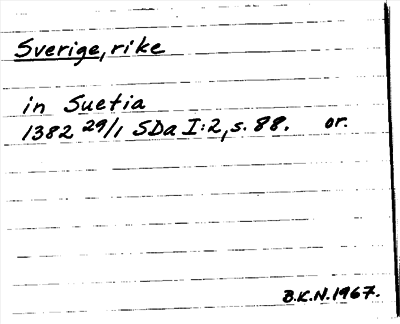 Sverige, rike
in Suetia
1382 29/1 SDa I:2, s. 88. or.
B.K.N. 1967.